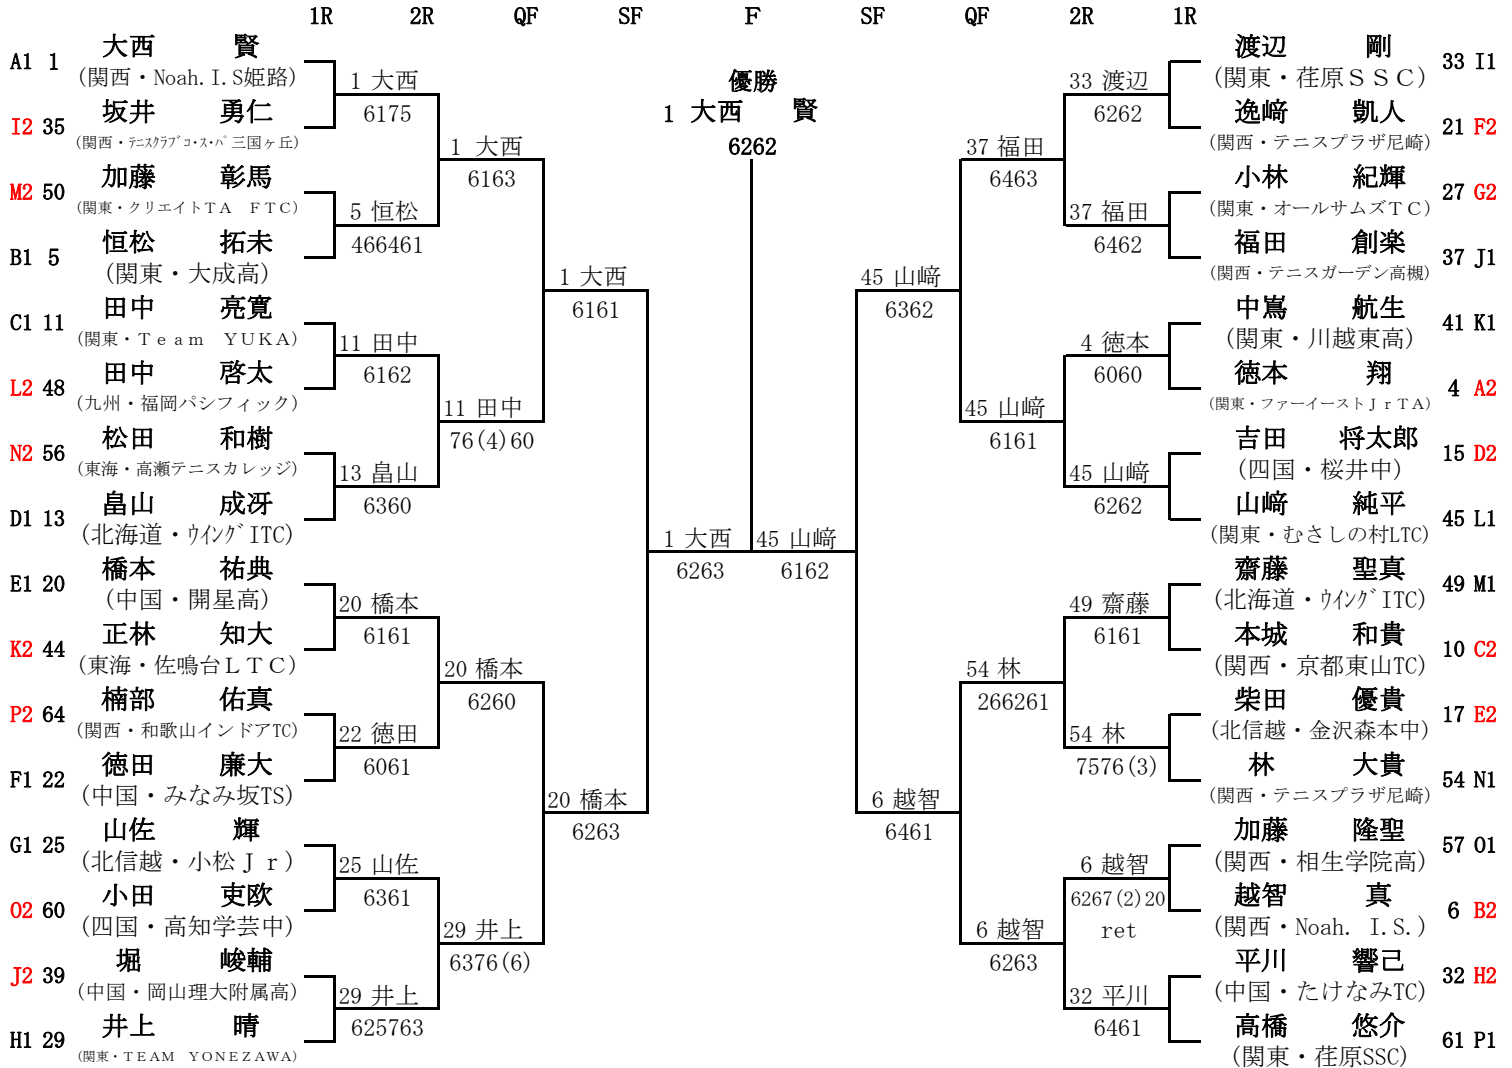 1R 2R QF SF F SF QF 2R 1R
優勝
1 大西 賢
6262
A1 1 大西 賢
(関西・Noah.I.S姫路)
I2 35 坂井 勇仁
(関西・テニスクラブコ・ス・パ三国ヶ丘)
M2 50 加藤 彰馬
(関東・クリエイトTA FTC)
B1 5 恒松 拓未
(関東・大成高)
C1 11 田中 亮寛
(関東・Team YUKA)
L2 48 田中 啓太
(九州・福岡パシフィック)
N2 56 松田 和樹
(東海・高瀬テニスカレッジ)
D1 13 畠山 成冴
(北海道・ウイングITC)
E1 20 橋本 祐典
(中国・開星高)
K2 44 正林 知大
(東海・佐鳴台LTC)
P2 64 楠部 佑真
(関西・和歌山インドアTC)
F1 22 徳田 廉大
(中国・みなみ坂TS)
G1 25 山佐 輝
(北信越・小松Jr)
O2 60 小田 吏欧
(四国・高知学芸中)
J2 39 堀 峻輔
(中国・岡山理大附属高)
H1 29 井上 晴
(関東・TEAM YONEZAWA)
1 大西
6175
5 恒松
466461
11 田中
6162
13 畠山
6360
20 橋本
6161
22 徳田
6061
25 山佐
6361
29 井上
625763
1 大西
6163
11 田中
76(4)60
20 橋本
6260
29 井上
6376(6)
1 大西
6161
20 橋本
6263
1 大西
6263
45 山﨑
6162
45 山﨑
6362
6 越智
6461
37 福田
6463
45 山﨑
6161
54 林
266261
6 越智
6263
33 渡辺
6262
37 福田
6462
4 徳本
6060
45 山﨑
6262
49 齋藤
6161
54 林
7576(3)
6 越智
6267(2)20
ret
32 平川
6461
渡辺 剛 33 I1
(関東・荏原SSC)
逸﨑 凱人 21 F2
(関西・テニスプラザ尼崎)
小林 紀輝 27 G2
(関東・オールサムズTC)
福田 創楽 37 J1
(関西・テニスガーデン高槻)
中嶌 航生 41 K1
(関東・川越東高)
徳本 翔 4 A2
(関東・ファーイーストJrTA)
吉田 将太郎 15 D2
(四国・桜井中)
山﨑 純平 45 L1
(関東・むさしの村LTC)
齋藤 聖真 49 M1
(北海道・ウイングITC)
本城 和貴 10 C2
(関西・京都東山TC)
柴田 優貴 17 E2
(北信越・金沢森本中)
林 大貴 54 N1
(関西・テニスプラザ尼崎)
加藤 隆聖 57 O1
(関西・相生学院高)
越智 真 6 B2
(関西・Noah. I.S.)
平川 響己 32 H2
(中国・たけなみTC)
高橋 悠介 61 P1
(関東・荏原SSC)